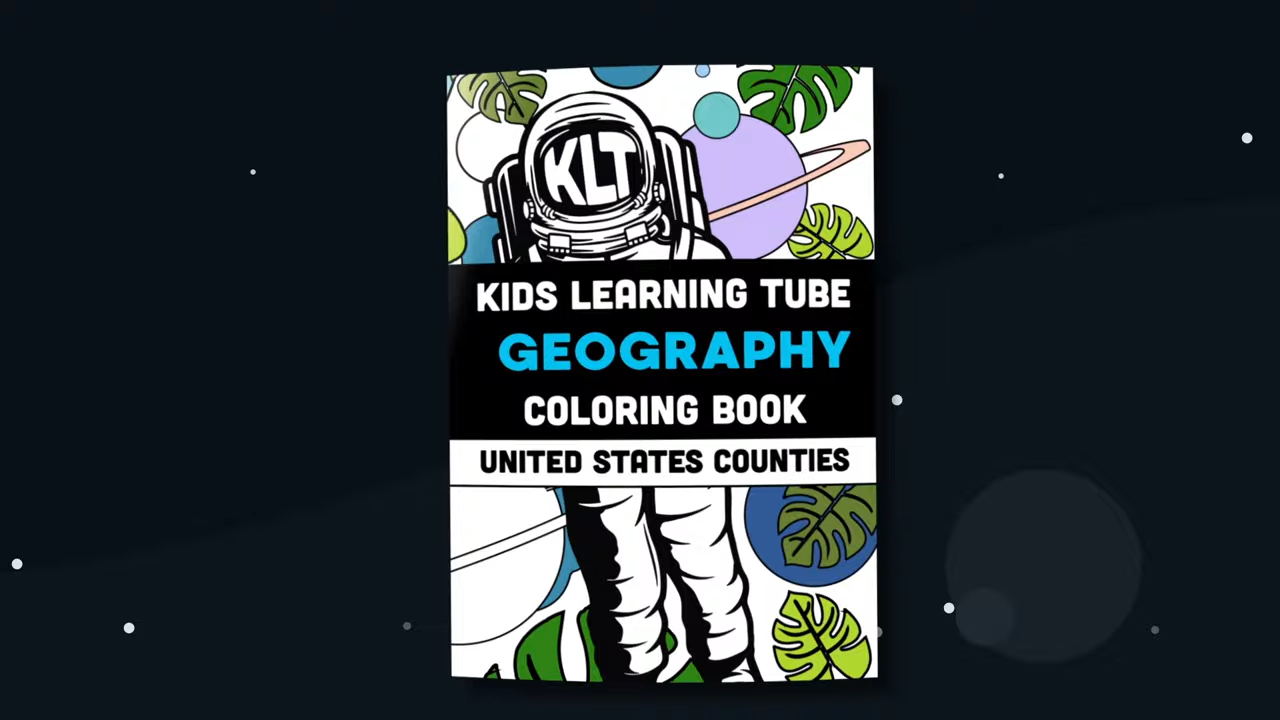 KLT
KIDS LEARNING TUBE
GEOGRAPHY
COLORING BOOK
UNITED STATES COUNTIES